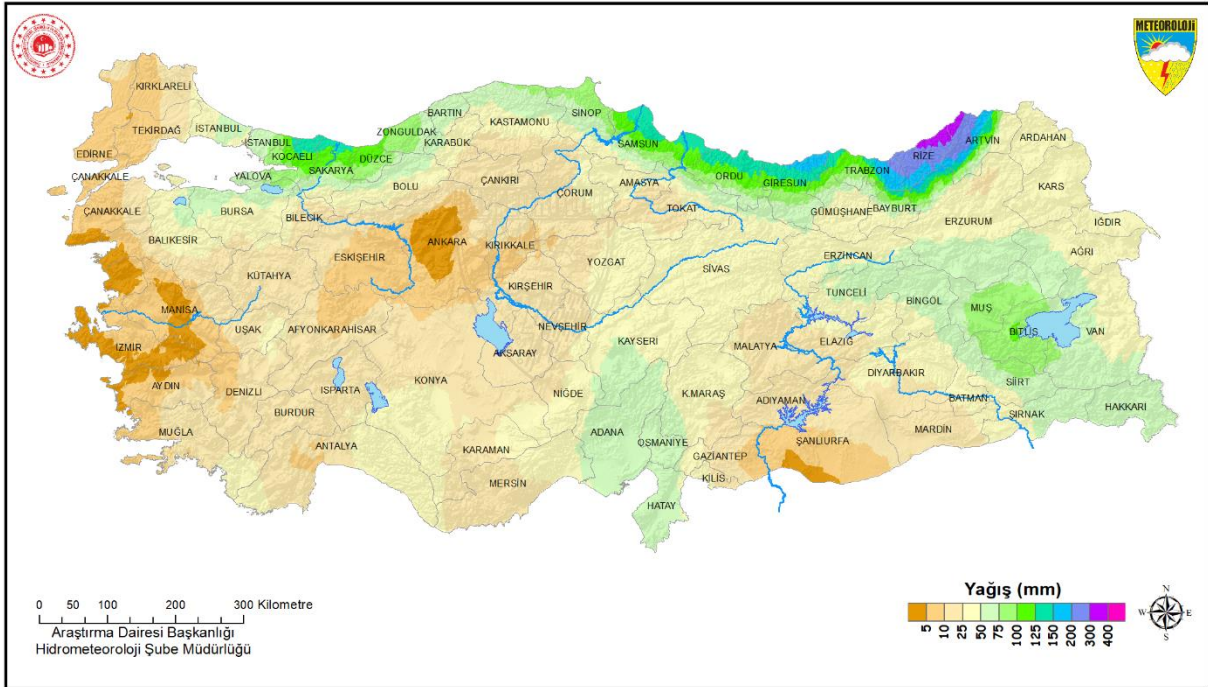 METEOROLOJİ
KIRKLARELİ
TEKİRDAĞ
İSTANBUL
EDİRNE
İSTANBUL
KOCAELİ
SAKARYA
DÜZCE
ZONGULDAK
BARTIN
KARABÜK
KASTAMONU
SİNOP
SAMSUN
ORDU
GİRESUN
TRABZON
RİZE
ARTVİN
ARDAHAN
ÇANAKKALE
YALOVA
BOLU
ÇANKIRI
ÇORUM
AMASYA
TOKAT
GÜMÜŞHANE
BAYBURT
ERZURUM
KARS
IĞDIR
ÇANAKKALE
BURSA
BİLECİK
BALIKESİR
ESKİŞEHİR
ANKARA
KIRIKKALE
YOZGAT
SİVAS
ERZİNCAN
AĞRI
KÜTAHYA
KIRŞEHİR
TUNCELİ
BİNGÖL
MUŞ
MANİSA
UŞAK
AFYONKARAHİSAR
NEVŞEHİR
KAYSERİ
MALATYA
ELAZIĞ
BİTLİS
VAN
İZMİR
AKSARAY
AYDIN
DENİZLİ
ISPARTA
KONYA
NİĞDE
K.MARAŞ
ADIYAMAN
DİYARBAKIR
SİİRT
BATMAN
ŞIRNAK
HAKKARİ
BURDUR
MUĞLA
ANTALYA
KARAMAN
ADANA
OSMANİYE
GAZİANTEP
ŞANLIURFA
MARDİN
MERSİN
KİLİS
HATAY
Yağış (mm)
5 10 25 50 75 100 125 150 200 300 400
N
W E
S
0 50 100 200 300 Kilometre
Araştırma Dairesi Başkanlığı
Hidrometeoroloji Şube Müdürlüğü